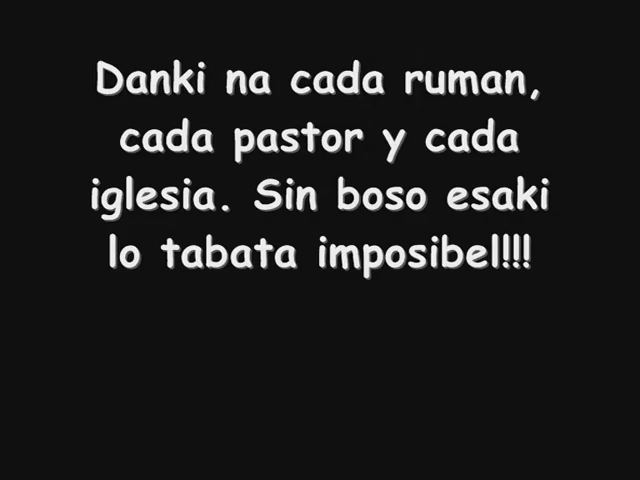 Danki na cada ruman,
cada pastor y cada
iglesia. Sin boso esaki
lo tabata imposibel!!!